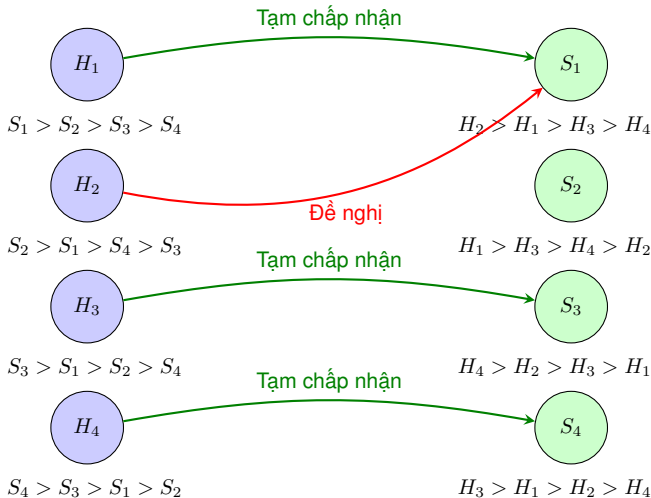 Tạm chấp nhận
H₁
S₁
S₁ > S₂ > S₃ > S₄
H₂ > H₁ > H₃ > H₄
H₂
S₂
Đề nghị
S₂ > S₁ > S₄ > S₃
H₁ > H₃ > H₄ > H₂
Tạm chấp nhận
H₃
S₃
S₃ > S₁ > S₂ > S₄
H₄ > H₂ > H₃ > H₁
Tạm chấp nhận
H₄
S₄
S₄ > S₃ > S₁ > S₂
H₃ > H₁ > H₂ > H₄